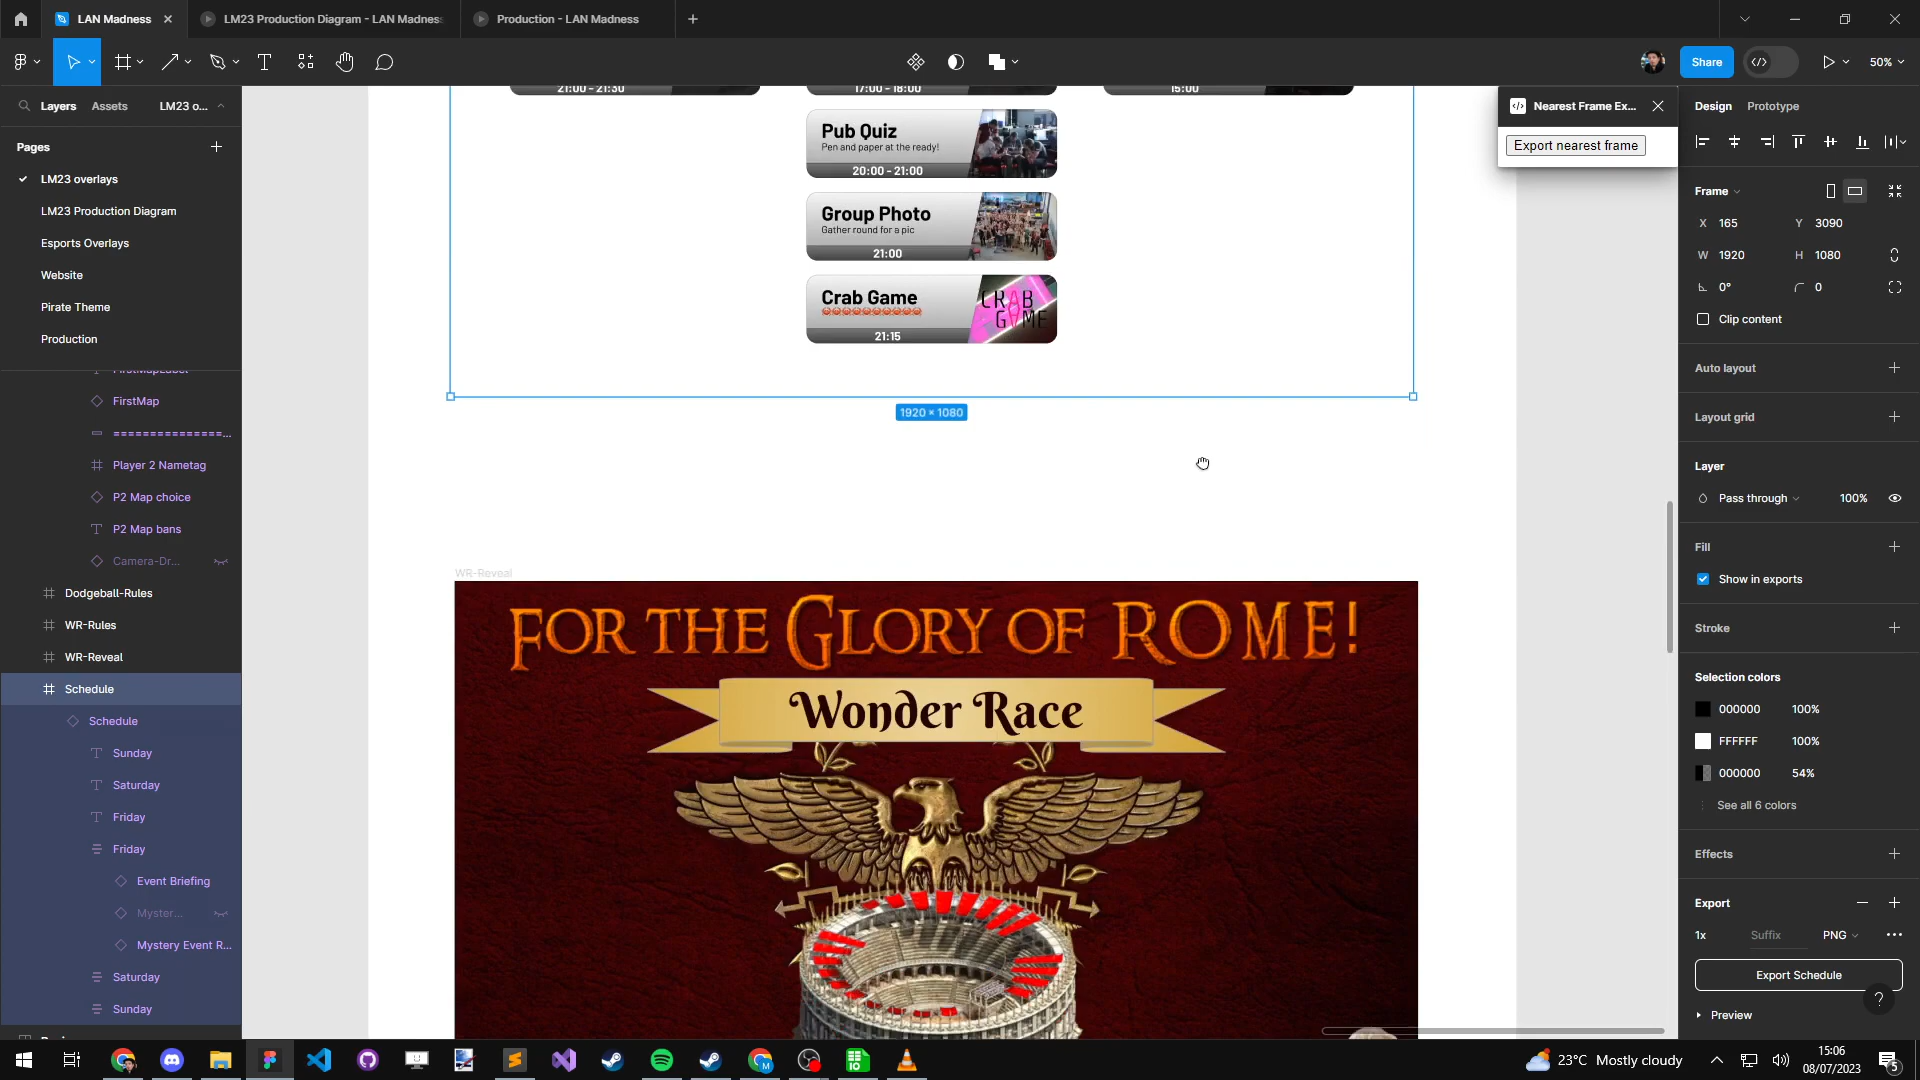 LAN Madness
LM23 Production Diagram - LAN Madness
Production - LAN Madness
Share
50%
Layers
Assets
LM23 o...
Pages
LM23 overlays
LM23 Production Diagram
Esports Overlays
Website
Pirate Theme
Production
FirstMapLabel
FirstMap
===============...
Player 2 Nametag
P2 Map choice
P2 Map bans
Camera-Dr...
Dodgeball-Rules
WR-Rules
WR-Reveal
Schedule
Schedule
Sunday
Saturday
Friday
Friday
Event Briefing
Myster...
Mystery Event R...
Saturday
Sunday
21:00 - 21:30
17:00 - 18:00
15:00
Pub Quiz
Pen and paper at the ready!
20:00 - 21:00
Group Photo
Gather round for a pic
21:00
Crab Game
21:15
CRAB
GAME
1920 × 1080
WR-Reveal
FOR THE GLORY OF ROME!
Wonder Race
Nearest Frame Ex...
Export nearest frame
Design
Prototype
Frame
X 165
Y 3090
W 1920
H 1080
0°
0
Clip content
Auto layout
Layout grid
Layer
Pass through
100%
Fill
Show in exports
Stroke
Selection colors
000000 100%
FFFFFF 100%
000000 54%
See all 6 colors
Effects
Export
1x
Suffix
PNG
Export Schedule
?
Preview
23°C Mostly cloudy
15:06
08/07/2023
5